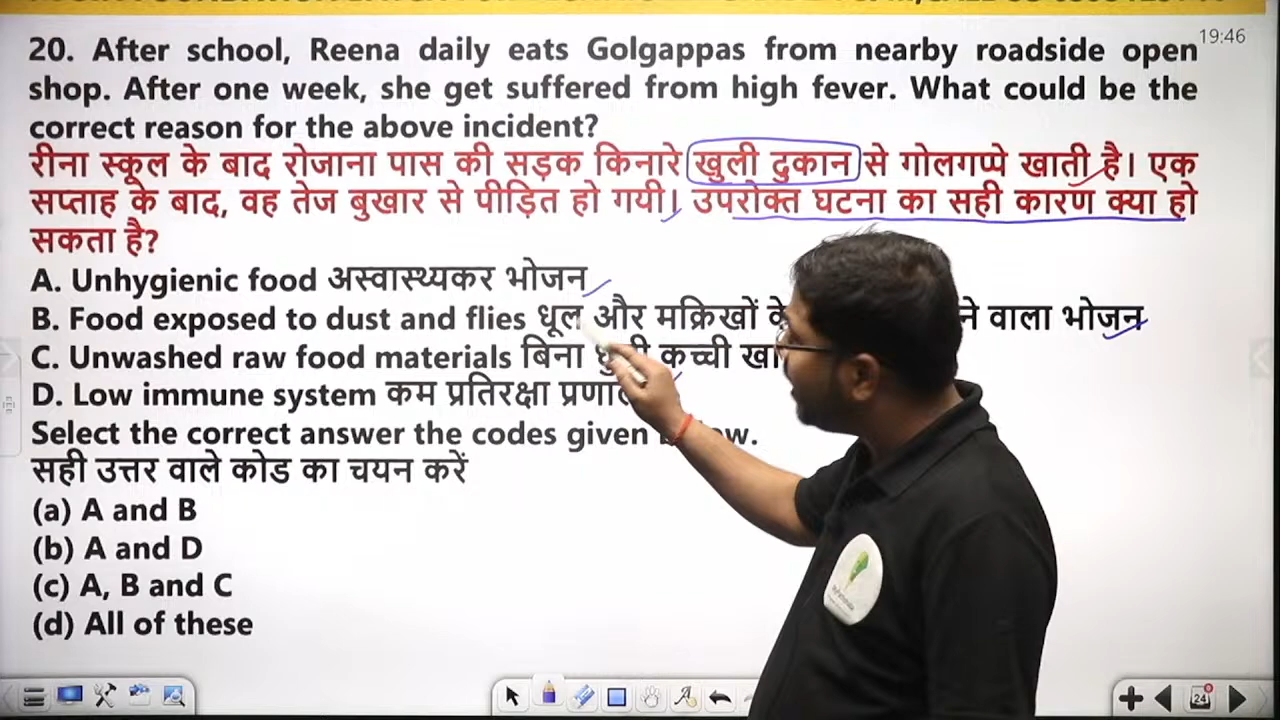 19:46
20. After school, Reena daily eats Golgappas from nearby roadside open
shop. After one week, she get suffered from high fever. What could be the
correct reason for the above incident?
रीना स्कूल के बाद रोजाना पास की सड़क किनारे खुली दुकान से गोलगप्पे खाती है। एक
सप्ताह के बाद, वह तेज बुखार से पीड़ित हो गयी। उपरोक्त घटना का सही कारण क्या हो
सकता है?
A. Unhygienic food अस्वास्थ्यकर भोजन
B. Food exposed to dust and flies धूल और मक्रिखों के वाला भोजन
C. Unwashed raw food materials बिना कच्ची
D. Low immune system कम प्रतिरक्षा
Select the correct answer the codes given
सही उत्तर वाले कोड का चयन करें
(a) A and B
(b) A and D
(c) A, B and C
(d) All of these
24